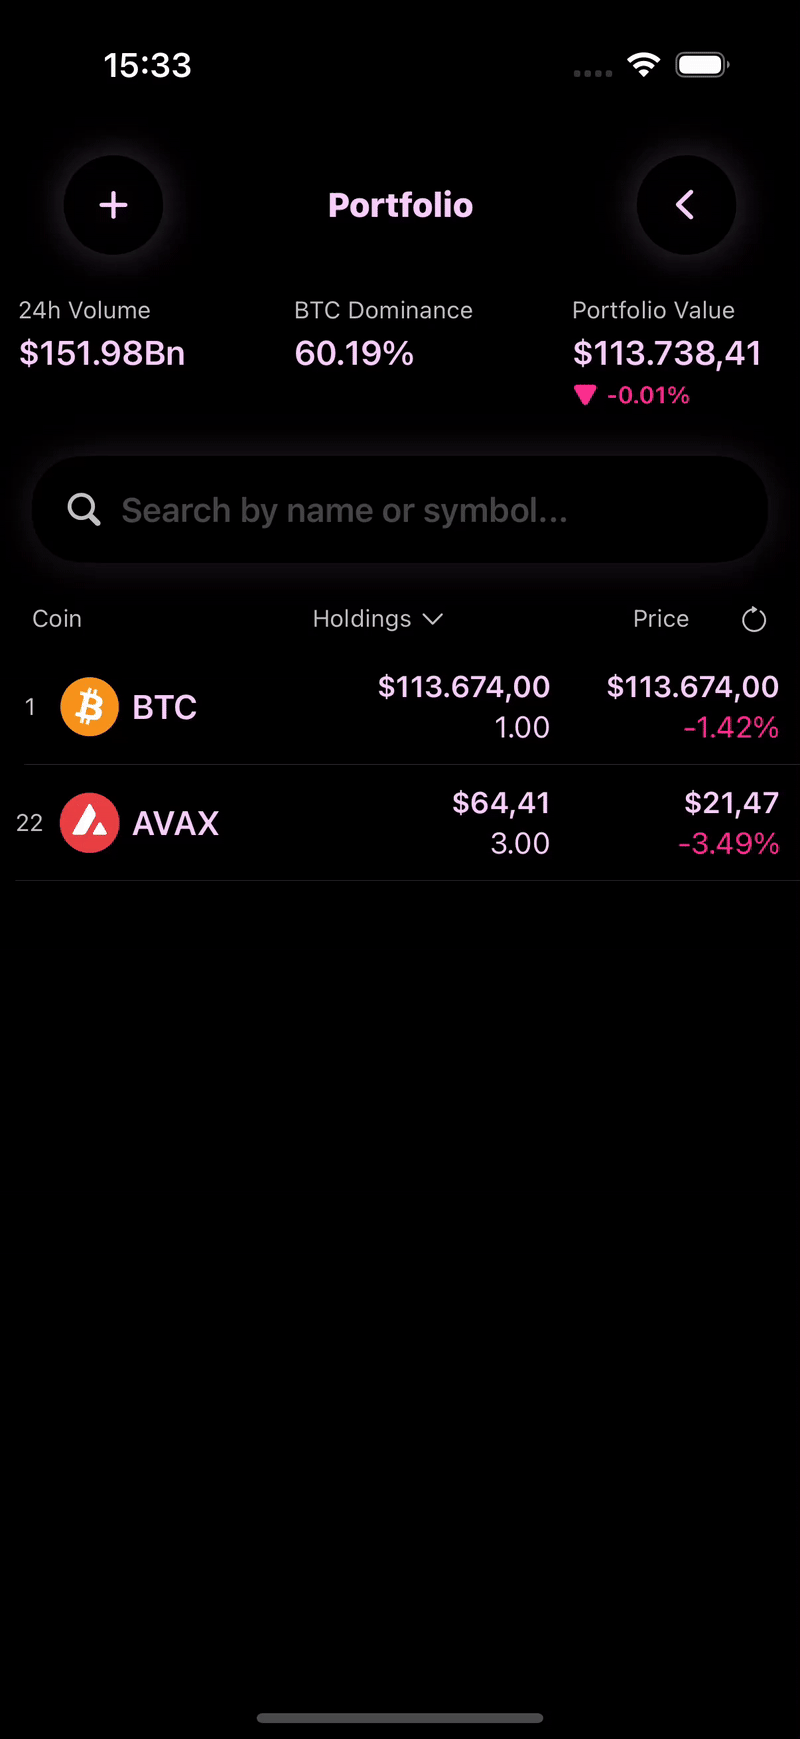 15:33
Portfolio
24h Volume
BTC Dominance
Portfolio Value
$151.98Bn
60.19%
$113.738,41
-0.01%
Search by name or symbol...
Coin
Holdings
Price
1
BTC
$113.674,00
$113.674,00
1.00
-1.42%
22
AVAX
$64,41
$21,47
3.00
-3.49%